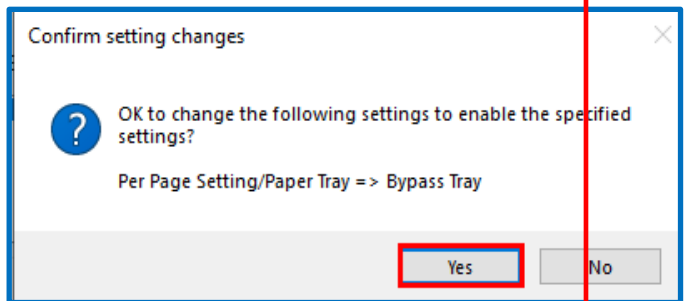 Confirm setting changes
OK to change the following settings to enable the specified
settings?
Per Page Setting/Paper Tray => Bypass Tray
Yes
No